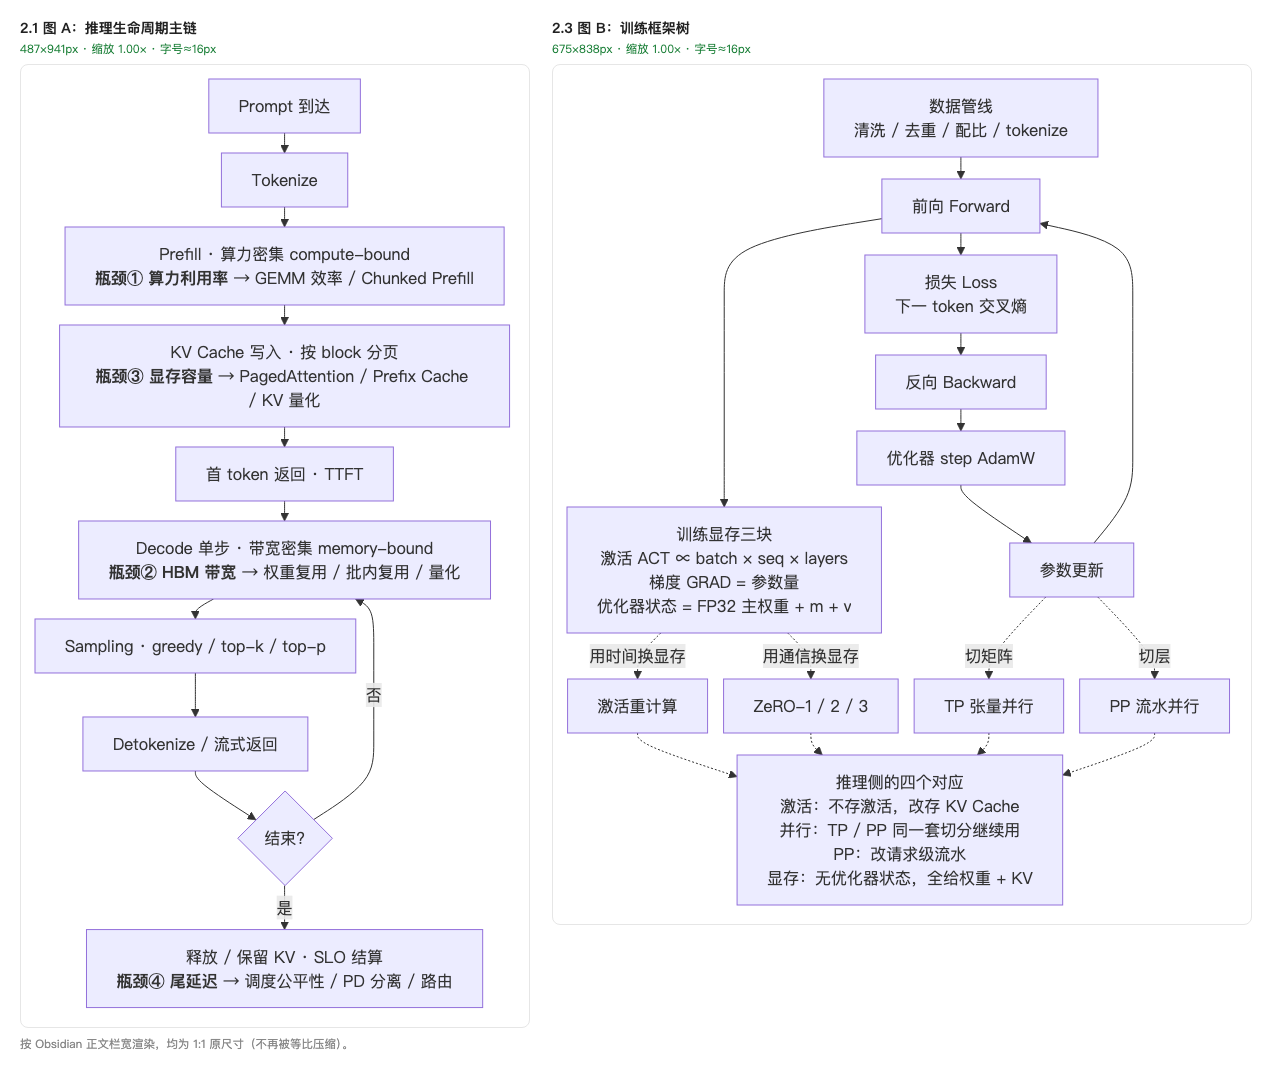 2.1 图 A：推理生命周期主链
487×941px · 缩放 1.00× · 字号≈16px
Prompt 到达
Tokenize
Prefill · 算力密集 compute-bound
瓶颈① 算力利用率 → GEMM 效率 / Chunked Prefill
KV Cache 写入 · 按 block 分页
瓶颈③ 显存容量 → PagedAttention / Prefix Cache
/ KV 量化
首 token 返回 · TTFT
Decode 单步 · 带宽密集 memory-bound
瓶颈② HBM 带宽 → 权重复用 / 批内复用 / 量化
Sampling · greedy / top-k / top-p
否
Detokenize / 流式返回
结束?
是
释放 / 保留 KV · SLO 结算
瓶颈④ 尾延迟 → 调度公平性 / PD 分离 / 路由
2.3 图 B：训练框架树
675×838px · 缩放 1.00× · 字号≈16px
数据管线
清洗 / 去重 / 配比 / tokenize
前向 Forward
损失 Loss
下一 token 交叉熵
反向 Backward
优化器 step AdamW
训练显存三块
激活 ACT ∝ batch × seq × layers
梯度 GRAD = 参数量
优化器状态 = FP32 主权重 + m + v
参数更新
用时间换显存
用通信换显存
切矩阵
切层
激活重计算
ZeRO-1 / 2 / 3
TP 张量并行
PP 流水并行
推理侧的四个对应
激活：不存激活，改存 KV Cache
并行：TP / PP 同一套切分继续用
PP：改请求级流水
显存：无优化器状态，全给权重 + KV
按 Obsidian 正文栏宽渲染，均为 1:1 原尺寸（不再被等比压缩）。